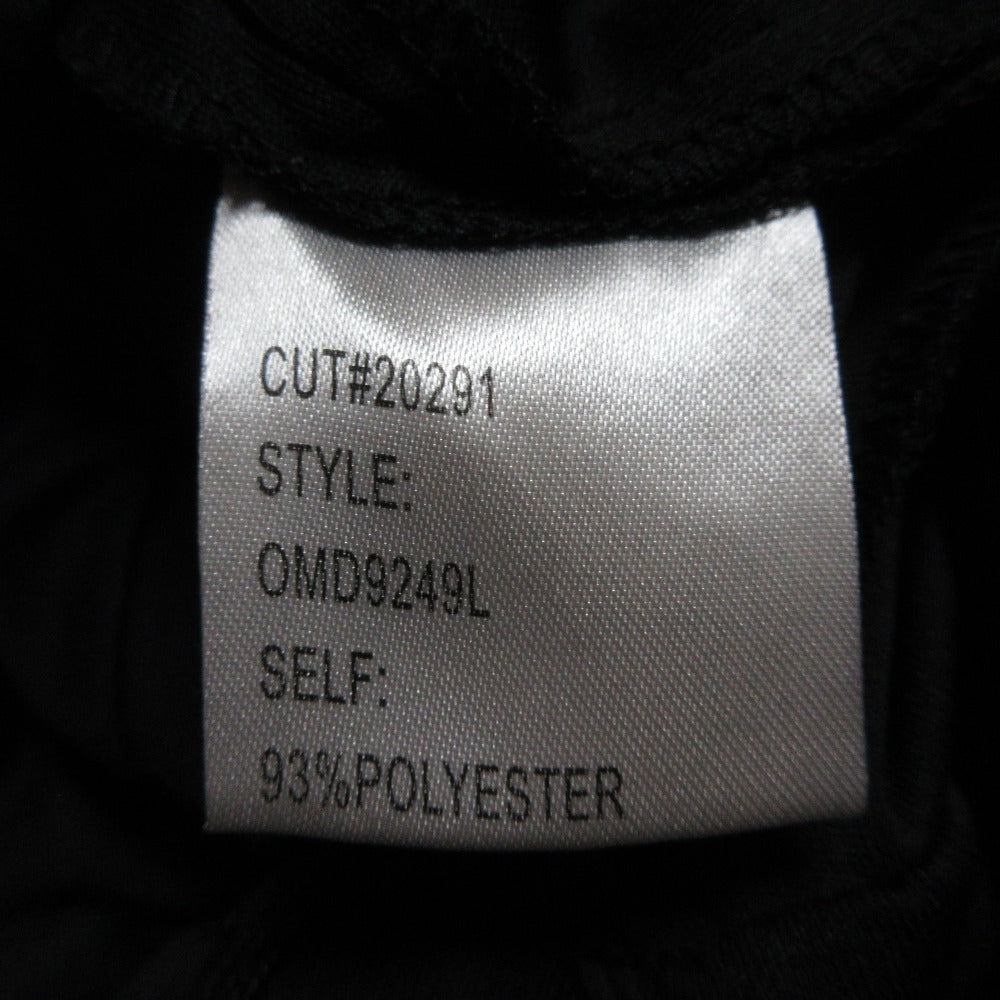 CUT#20291
STYLE:
OMD9249L
SELF:
93%POLYESTER